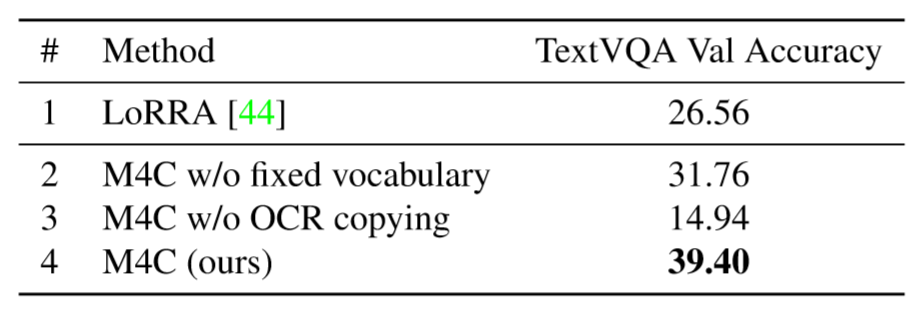 # Method TextVQA Val Accuracy
1 LoRRA [44] 26.56
2 M4C w/o fixed vocabulary 31.76
3 M4C w/o OCR copying 14.94
4 M4C (ours) 39.40